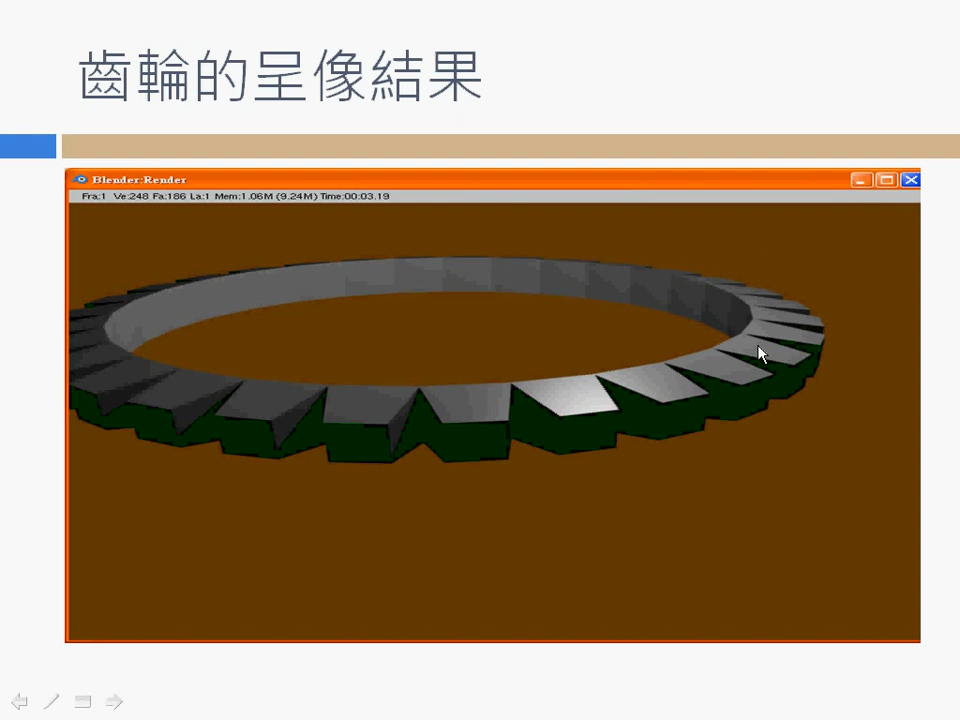 齒輪的呈像結果
Blender:Render
Fra:1 Ve:248 Fa:186 La:1 Mem:1.06M (9.24M) Time:00:03.19